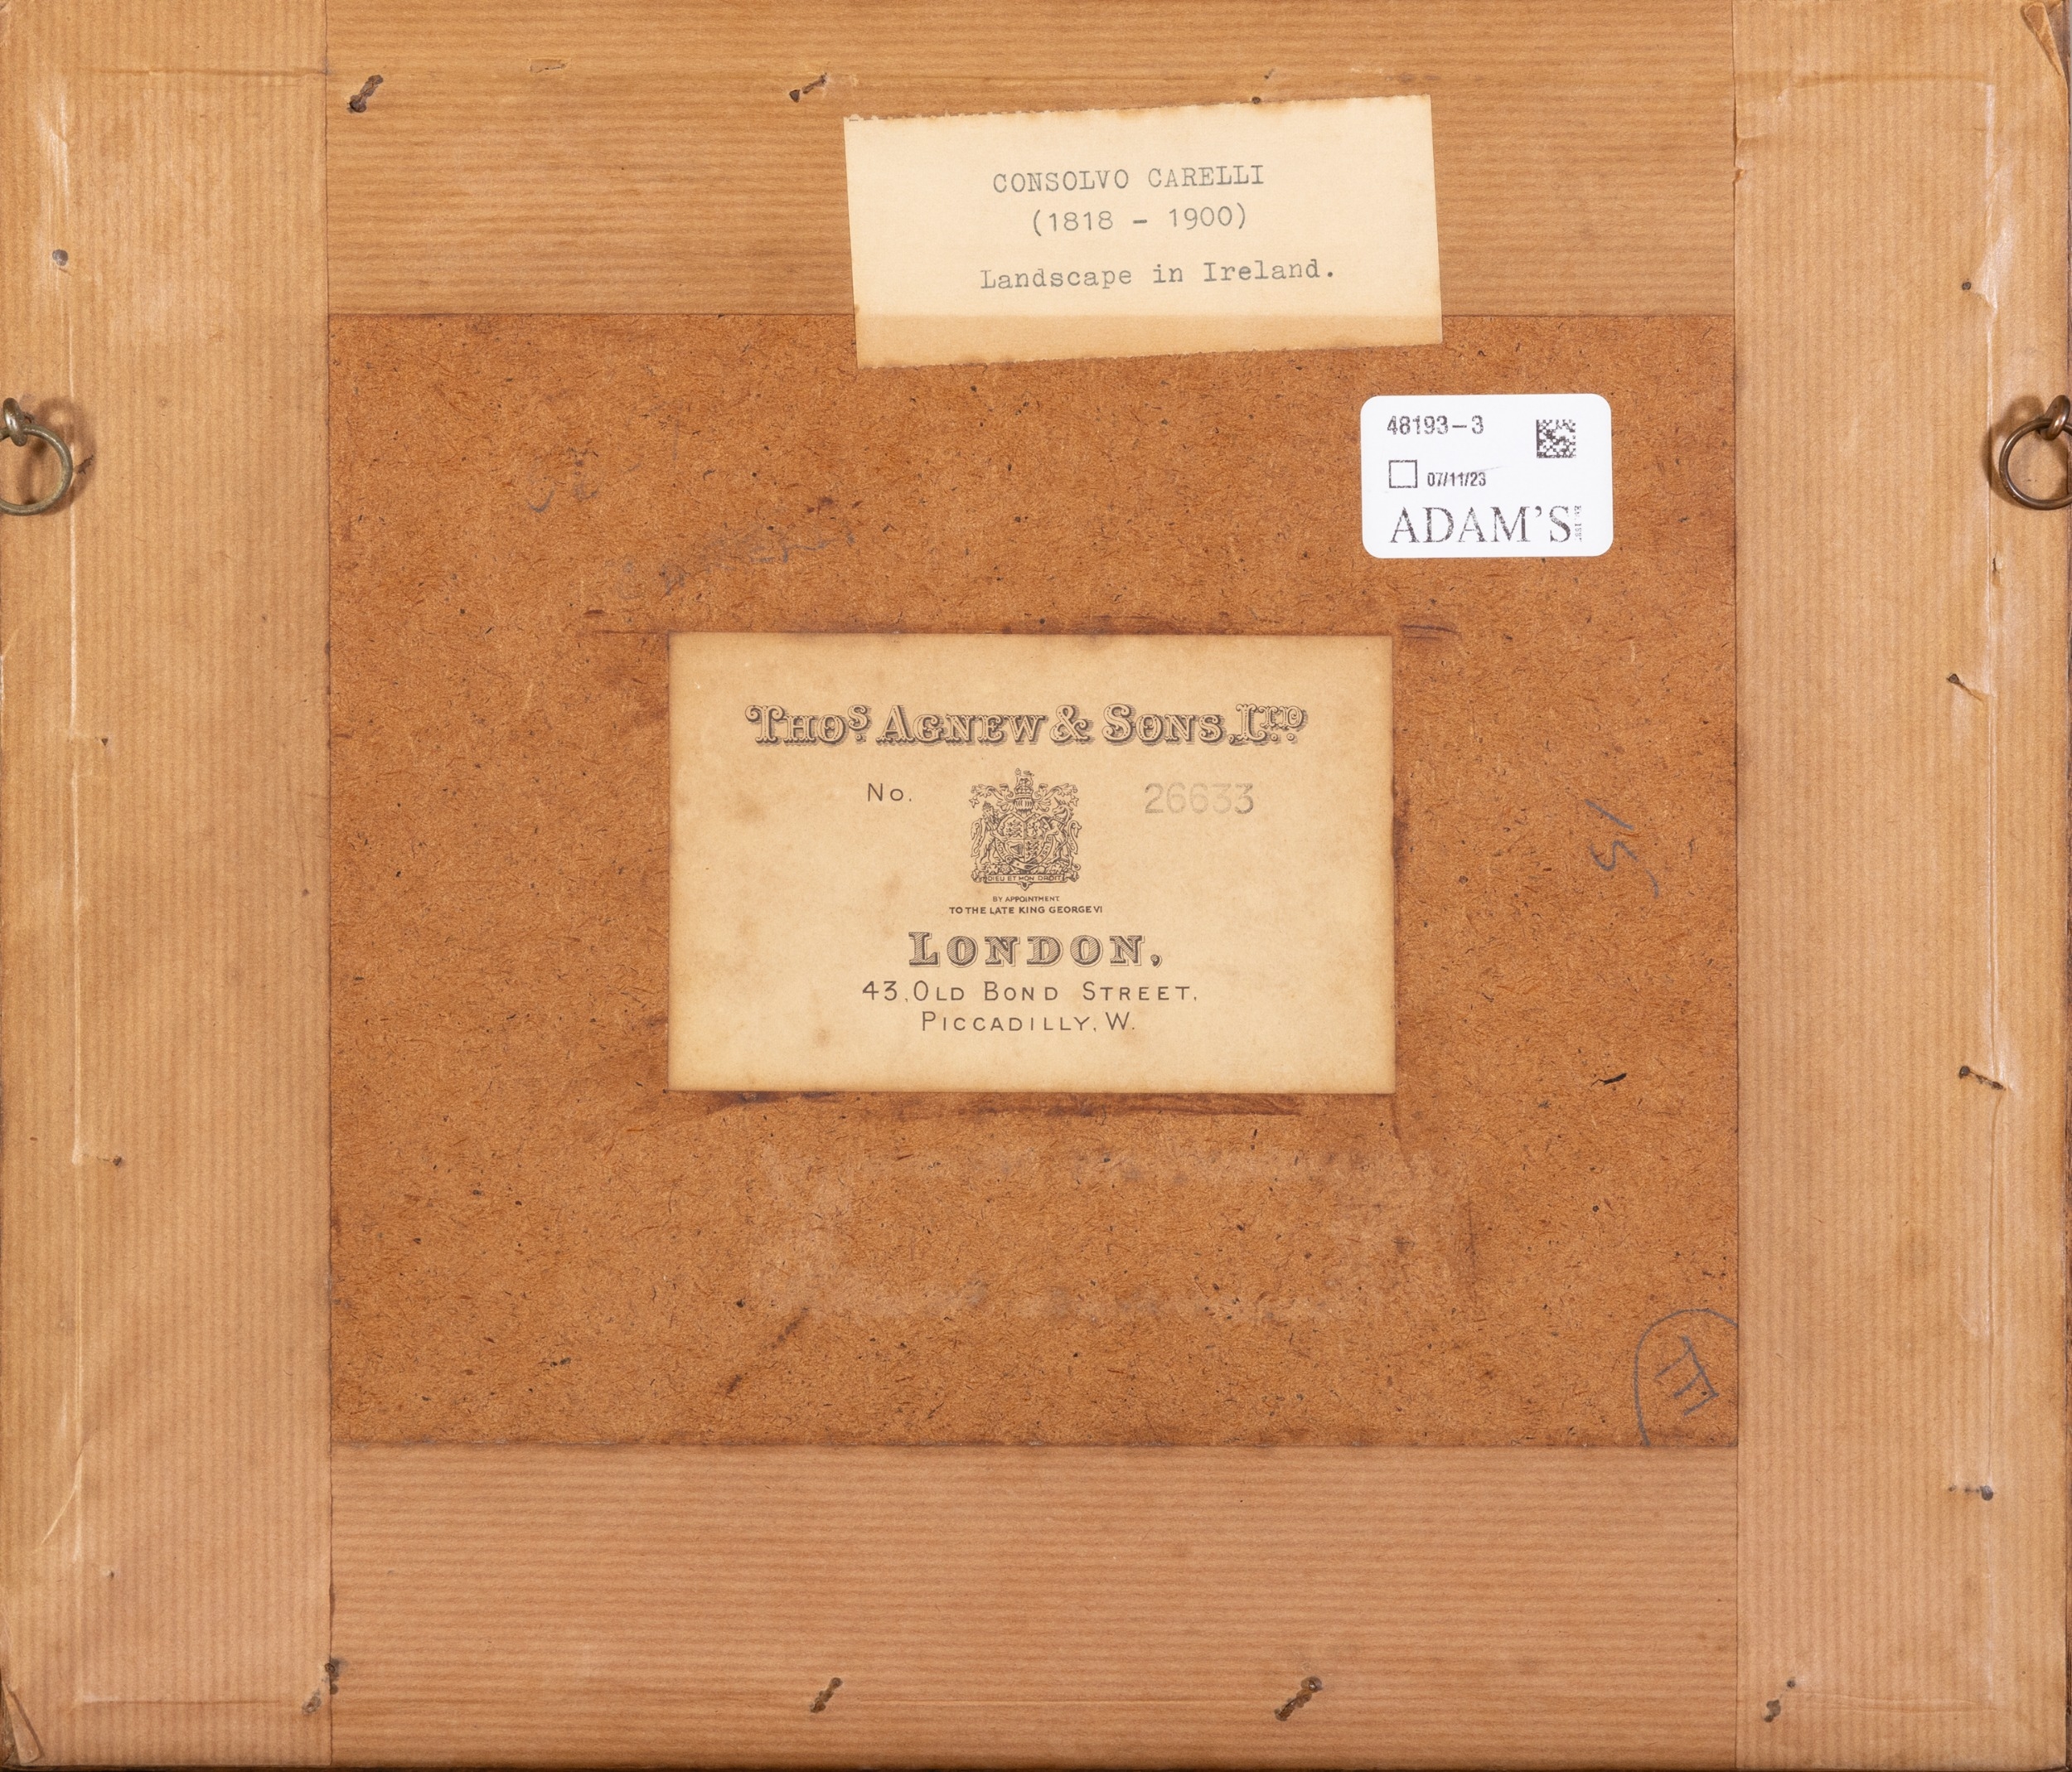 CONSOLVO CARELLI
(1818 - 1900)
Landscape in Ireland.
48193-3
07/11/23
ADAM'S
THOS. AGNEW & SONS, LTD.
No. 26633
DIEU ET MON DROIT
BY APPOINTMENT
TO THE LATE KING GEORGE VI
LONDON,
43, OLD BOND STREET,
PICCADILLY, W.
15